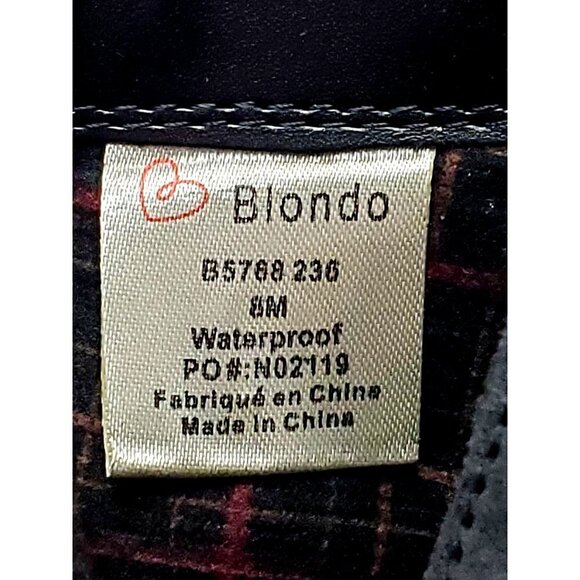 Blondo
B5768 236
8M
Waterproof
PO#:N02119
Fabriqué en Chine
Made In China